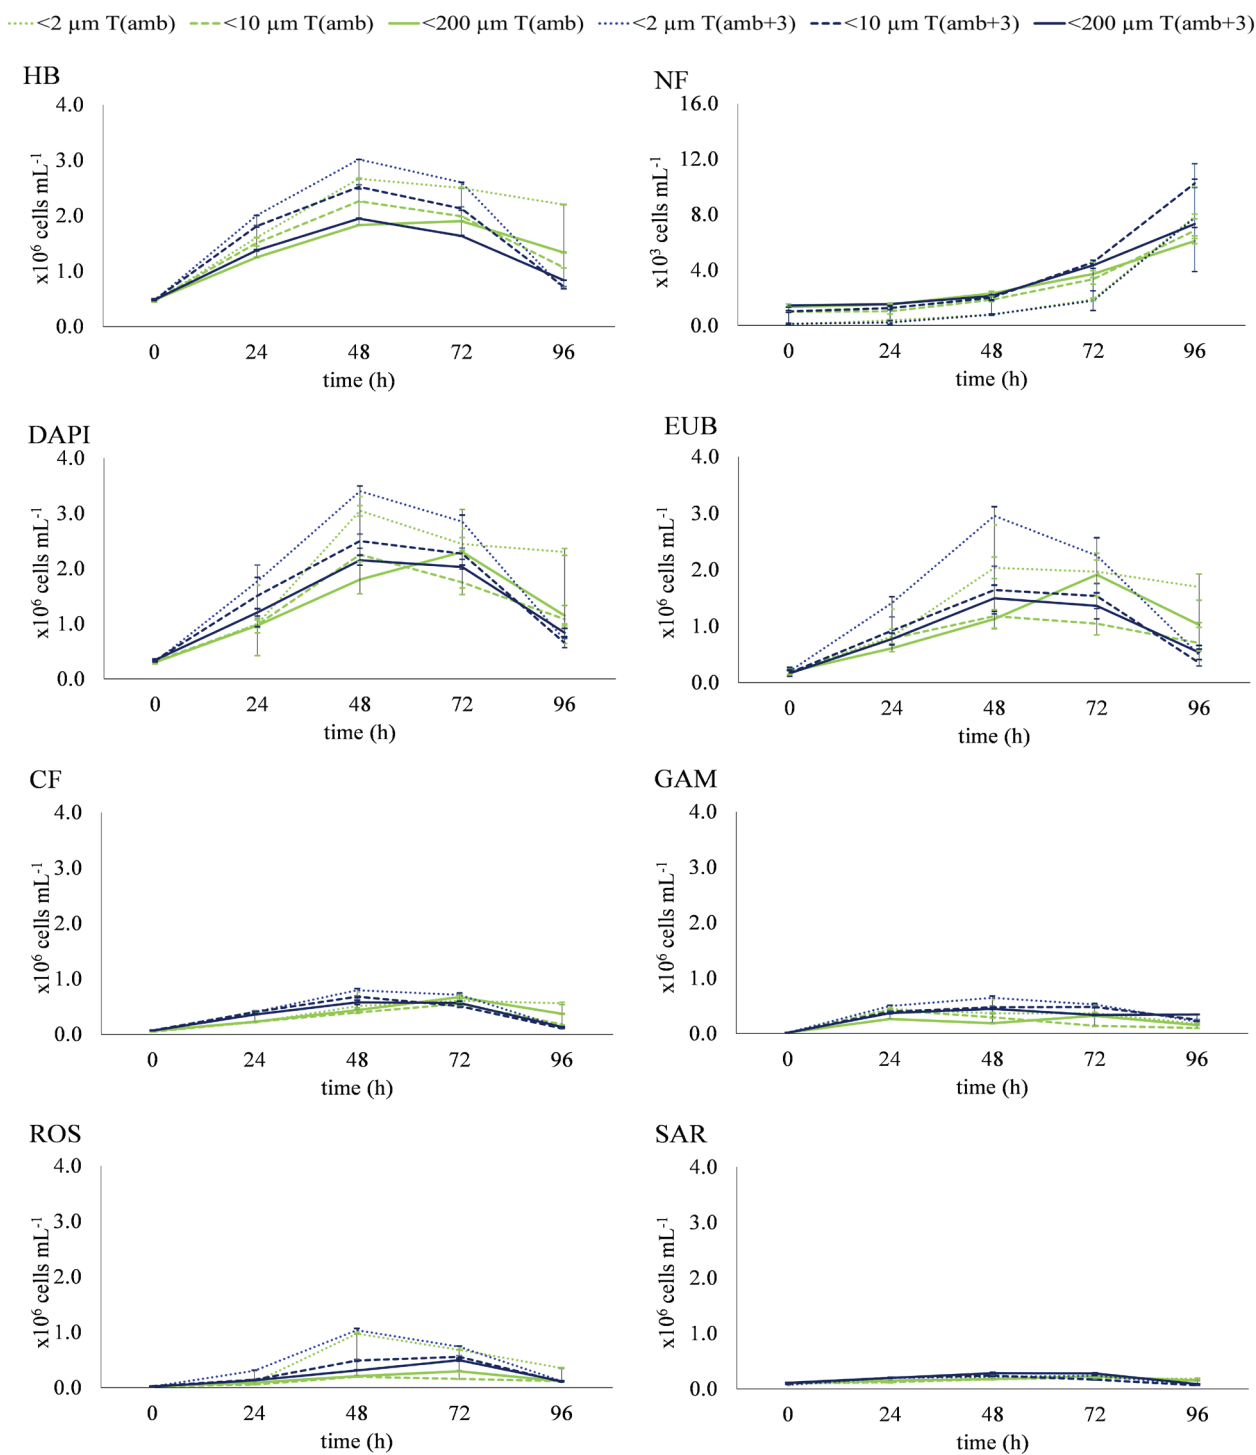 <2 µm T(amb) <10 µm T(amb) <200 µm T(amb) <2 µm T(amb+3) <10 µm T(amb+3) <200 µm T(amb+3)
HB
x10⁶ cells mL⁻¹
4.0
3.0
2.0
1.0
0.0
0 24 48 72 96
time (h)
NF
x10³ cells mL⁻¹
16.0
12.0
8.0
4.0
0.0
0 24 48 72 96
time (h)
DAPI
x10⁶ cells mL⁻¹
4.0
3.0
2.0
1.0
0.0
0 24 48 72 96
time (h)
EUB
x10⁶ cells mL⁻¹
4.0
3.0
2.0
1.0
0.0
0 24 48 72 96
time (h)
CF
x10⁶ cells mL⁻¹
4.0
3.0
2.0
1.0
0.0
0 24 48 72 96
time (h)
GAM
x10⁶ cells mL⁻¹
4.0
3.0
2.0
1.0
0.0
0 24 48 72 96
time (h)
ROS
x10⁶ cells mL⁻¹
4.0
3.0
2.0
1.0
0.0
0 24 48 72 96
time (h)
SAR
x10⁶ cells mL⁻¹
4.0
3.0
2.0
1.0
0.0
0 24 48 72 96
time (h)